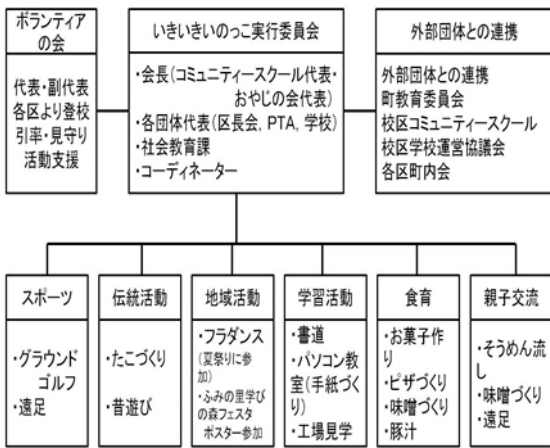 ボランティア
の会
代表・副代表
各区より登校
引率・見守り
活動支援
いきいきいのっこ実行委員会
・会長(コミュニティースクール代表・
おやじの会代表)
・各団体代表(区長会, PTA, 学校)
・社会教育課
・コーディネーター
外部団体との連携
外部団体との連携
町教育委員会
校区コミュニティースクール
校区学校運営協議会
各区町内会
スポーツ
・グラウンド
ゴルフ
・遠足
伝統活動
・たこづくり
・昔遊び
地域活動
・フラダンス
(夏祭りに参
加)
・ふみの里学び
の森フェスタ
ポスター参加
学習活動
・書道
・パソコン教
室(手紙づく
り)
・工場見学
食育
・お菓子作
り
・ピザづくり
・味噌づくり
・豚汁
親子交流
・そうめん流
し
・味噌づくり
・遠足